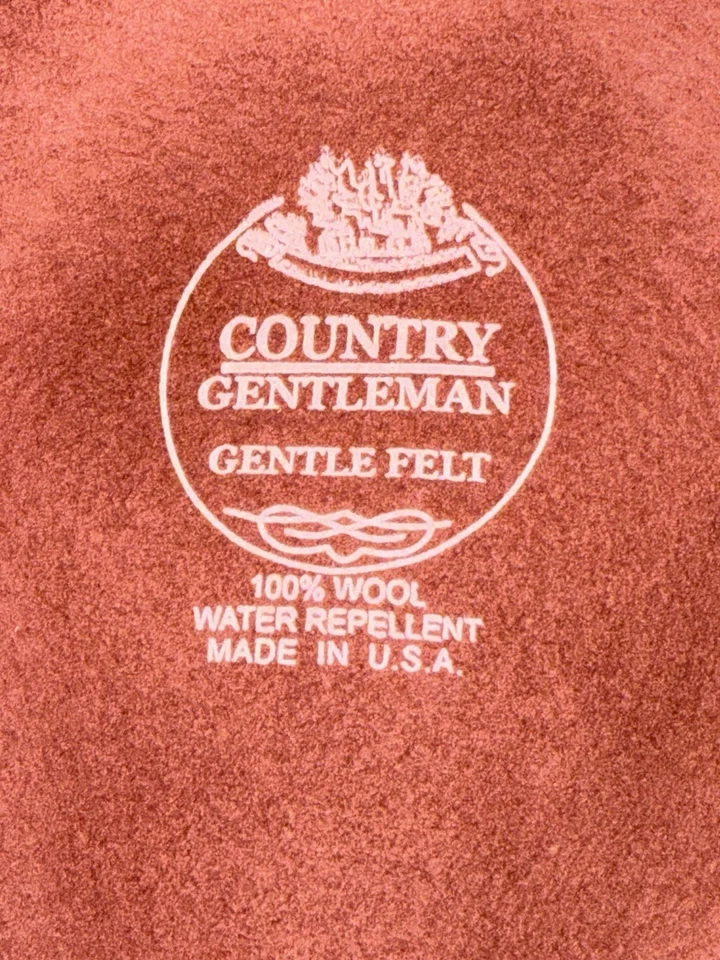 COUNTRY
GENTLEMAN
GENTLE FELT
100% WOOL
WATER REPELLENT
MADE IN U.S.A.